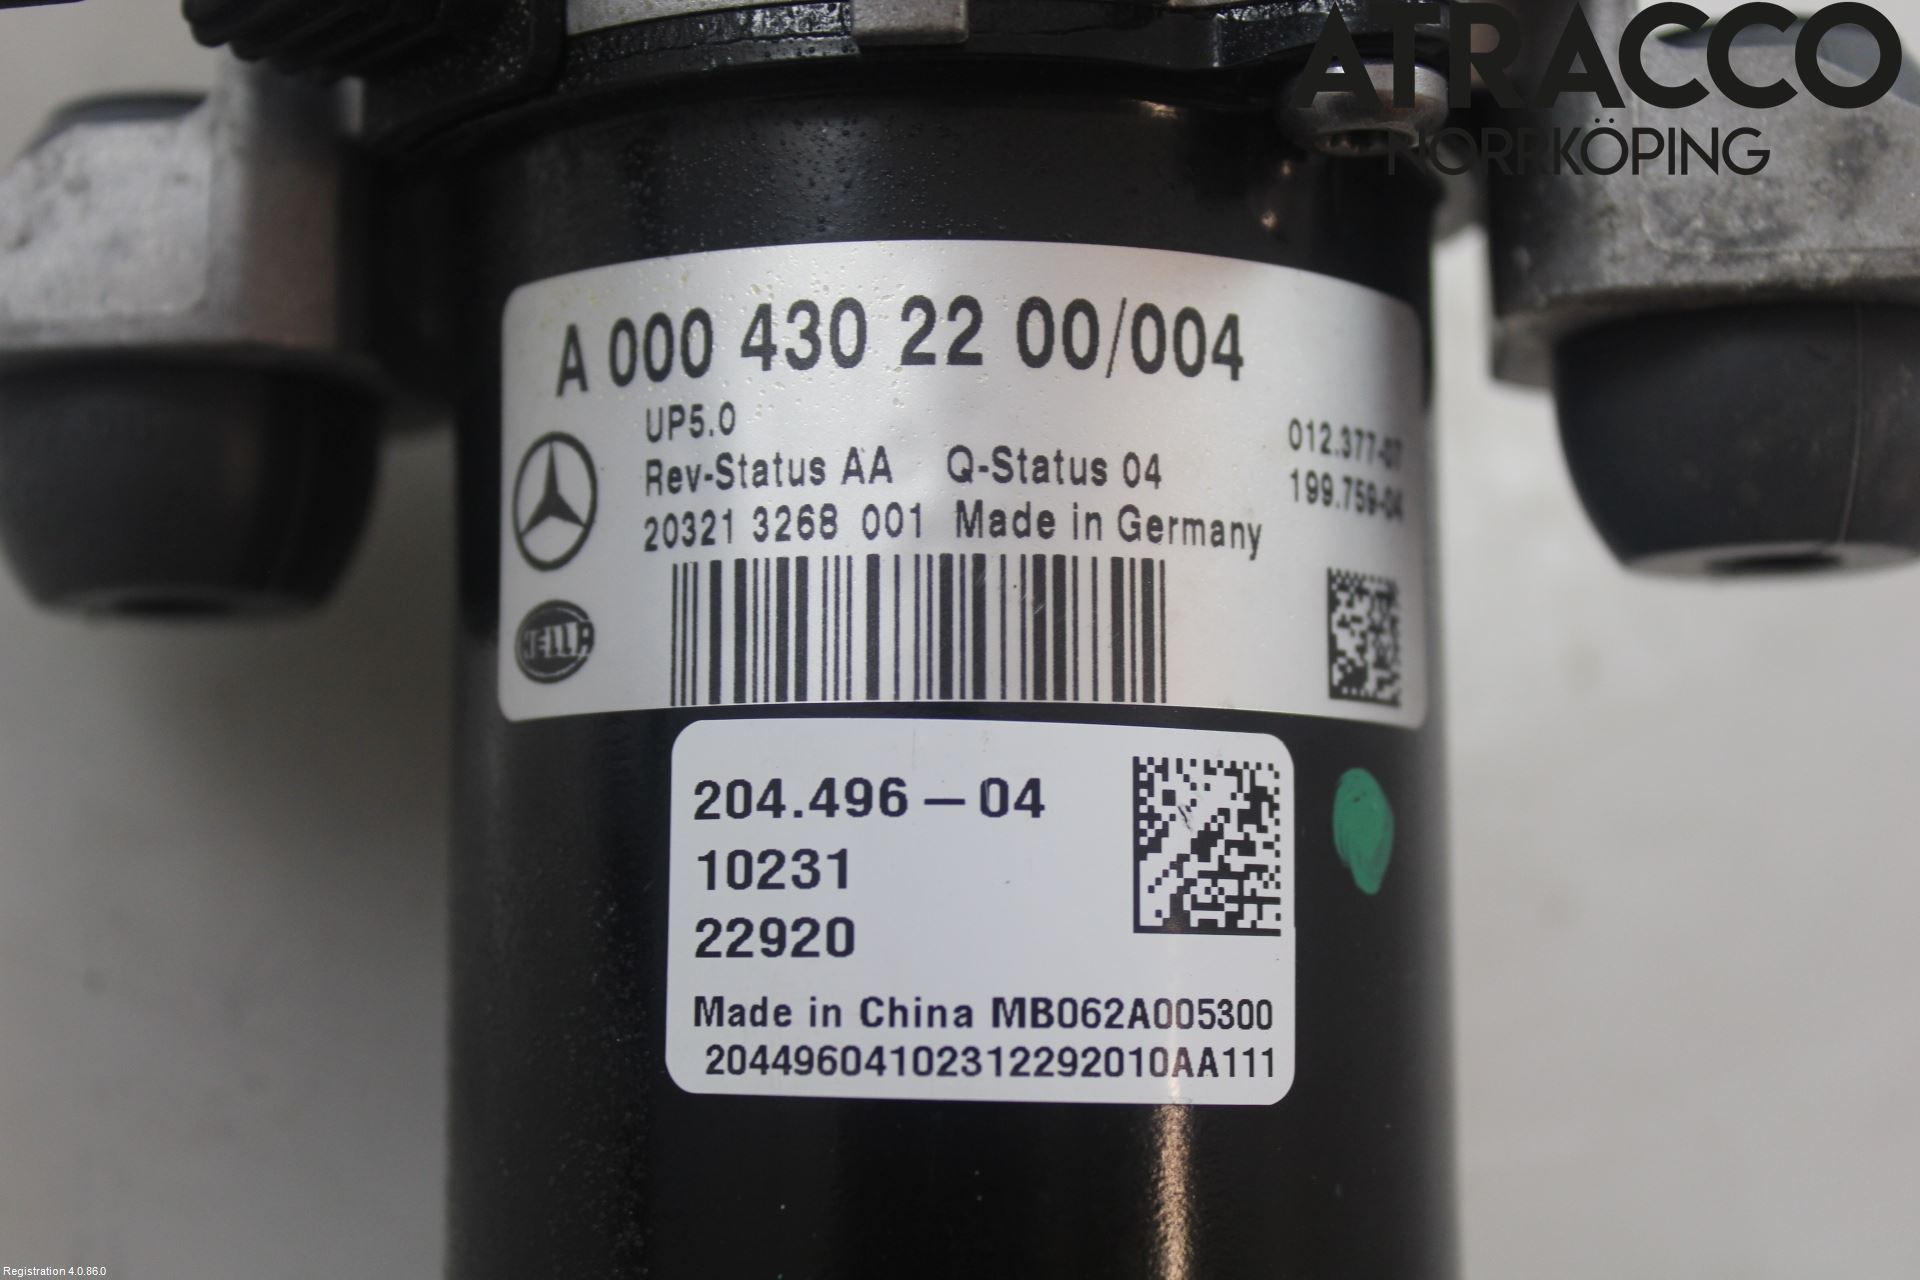 ATRACCO
NORRKÖPING
A 000 430 22 00/004
UP5.0
Rev-Status AA Q-Status 04
20321 3268 001 Made in Germany
012.377-07
199.759-04
HELLA
204.496-04
10231
22920
Made in China MB062A005300
20449604102312292010AA111
Registration 4.0.86.0